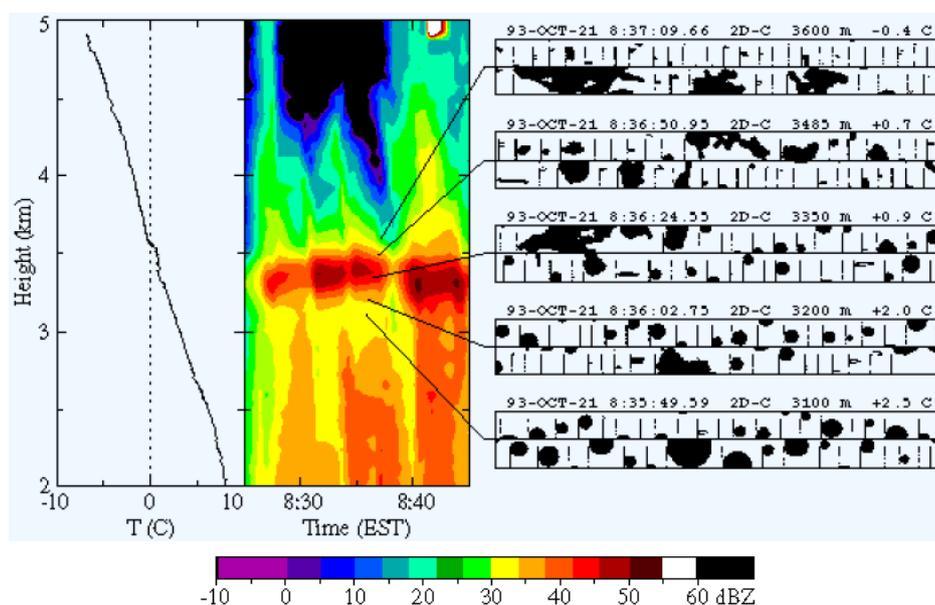 5
4
3
2
Height (km)
-10 0 10
T (C)
8:30 8:40
Time (EST)
93-OCT-21 8:37:09.66 2D-C 3600 m -0.4 C
93-OCT-21 8:36:50.95 2D-C 3485 m +0.7 C
93-OCT-21 8:36:24.55 2D-C 3350 m +0.9 C
93-OCT-21 8:36:02.75 2D-C 3200 m +2.0 C
93-OCT-21 8:35:49.59 2D-C 3100 m +2.5 C
-10 0 10 20 30 40 50 60 dBZ